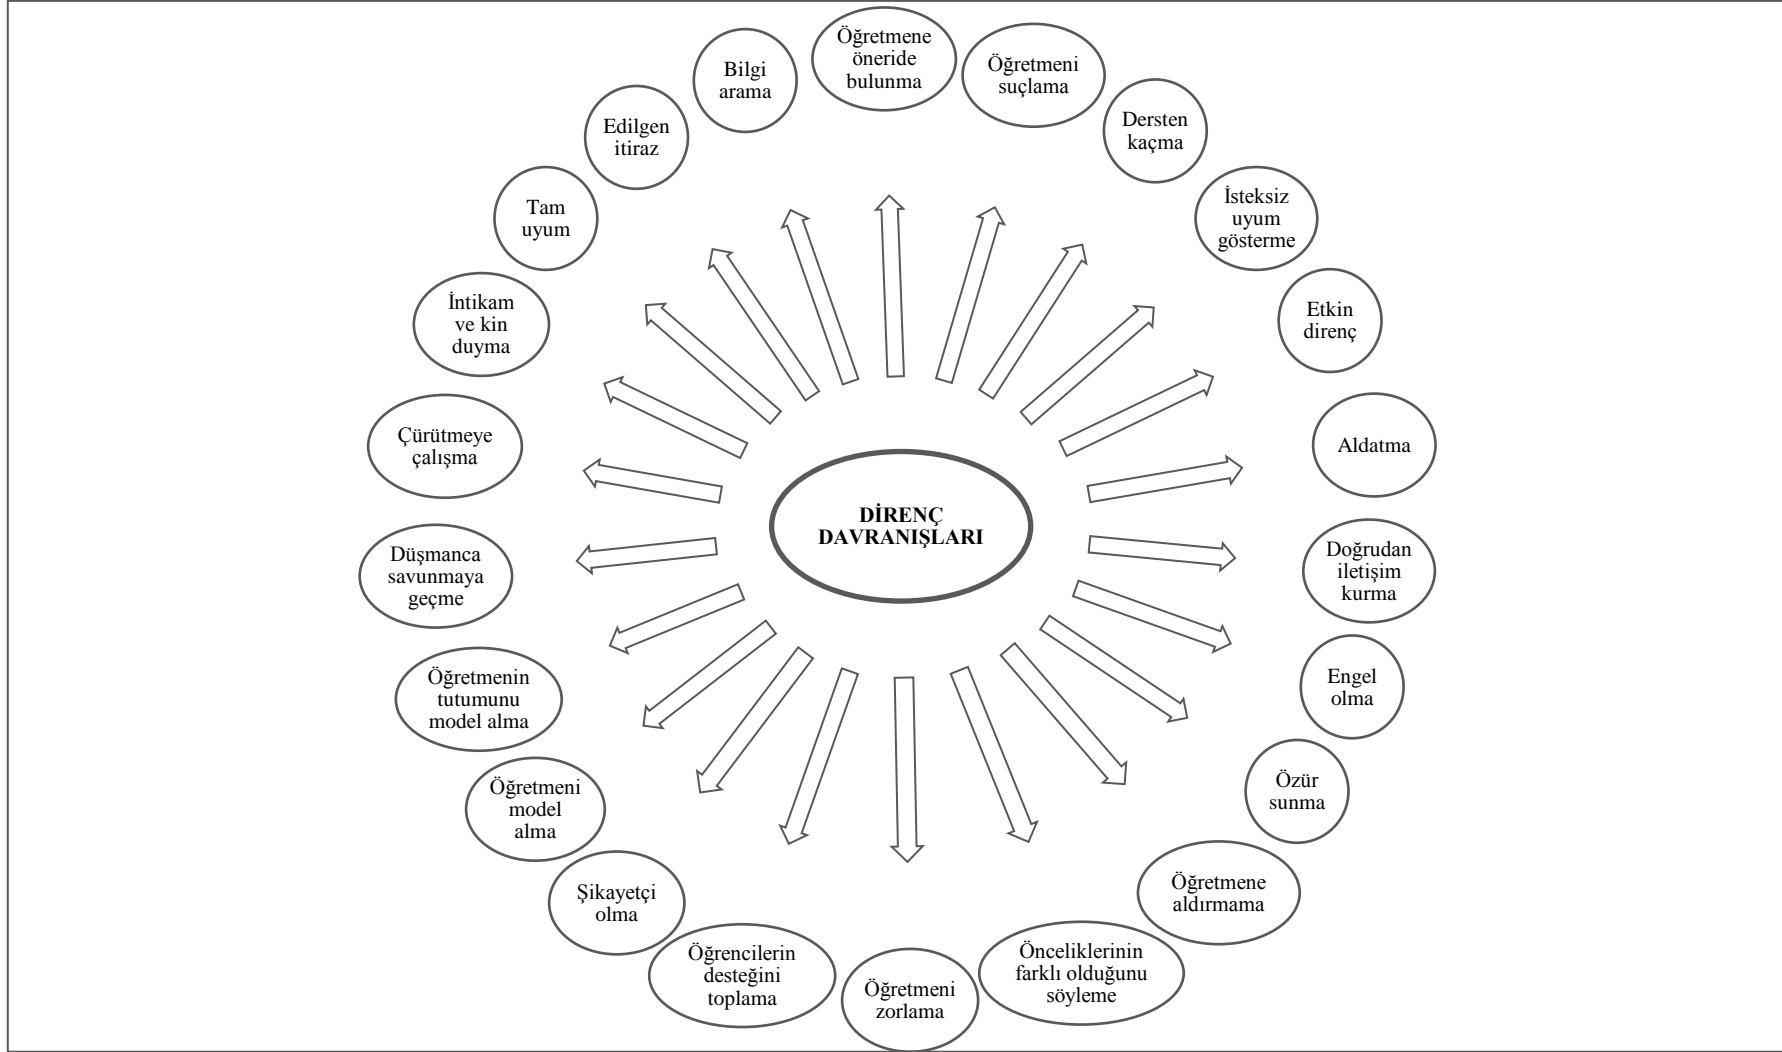 Öğretmene
öneride
bulunma
Öğretmeni
suçlama
Dersten
kaçma
İsteksiz
uyum
gösterme
Etkin
direnç
Aldatma
Doğrudan
iletişim
kurma
Engel
olma
Özür
sunma
Öğretmene
aldırmama
Önceliklerinin
farklı olduğunu
söyleme
Öğretmeni
zorlama
Öğrencilerin
desteğini
toplama
Şikayetçi
olma
Öğretmeni
model
alma
Öğretmenin
tutumunu
model alma
Düşmanca
savunmaya
geçme
Çürütmeye
çalışma
İntikam
ve kin
duyma
Tam
uyum
Edilgen
itiraz
Bilgi
arama
DİRENÇ
DAVRANIŞLARI